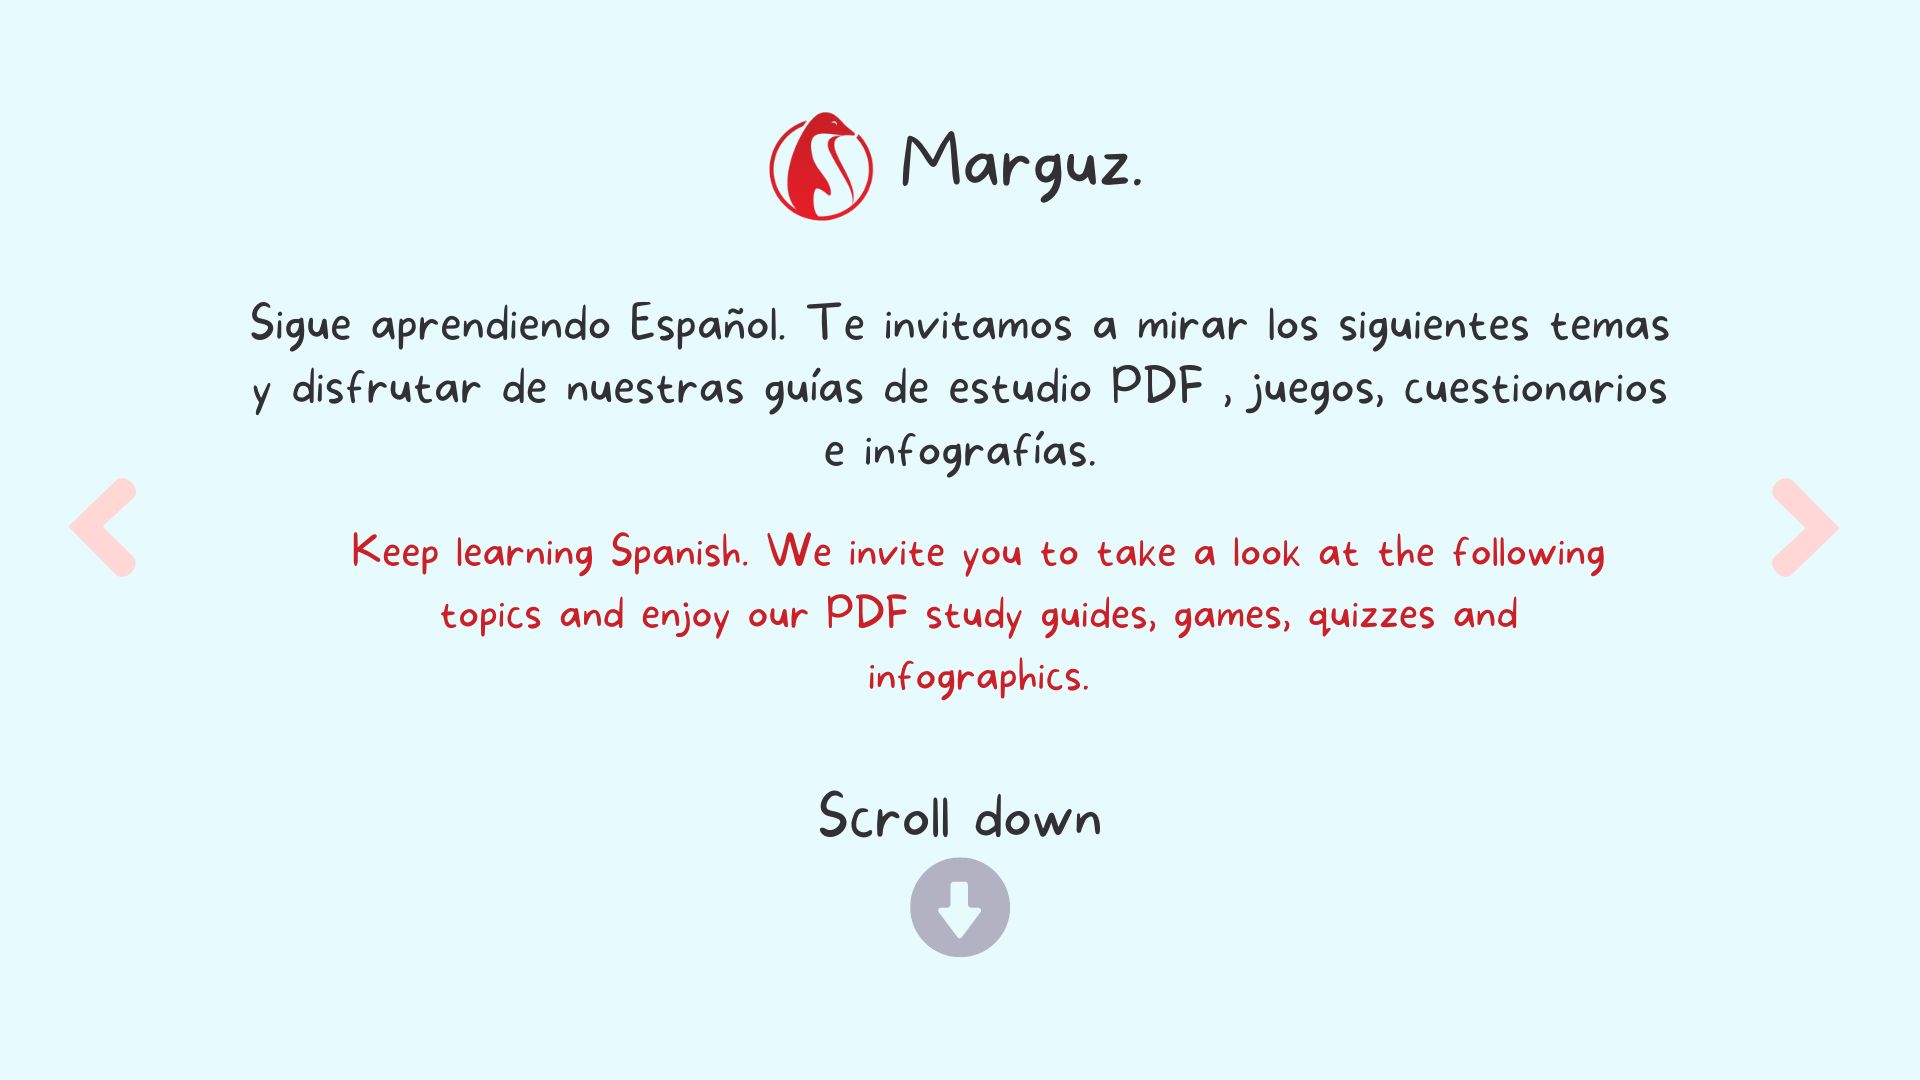 Marguz.
Sigue aprendiendo Español. Te invitamos a mirar los siguientes temas
y disfrutar de nuestras guías de estudio PDF , juegos, cuestionarios
e infografías.
Keep learning Spanish. We invite you to take a look at the following
topics and enjoy our PDF study guides, games, quizzes and
infographics.
Scroll down